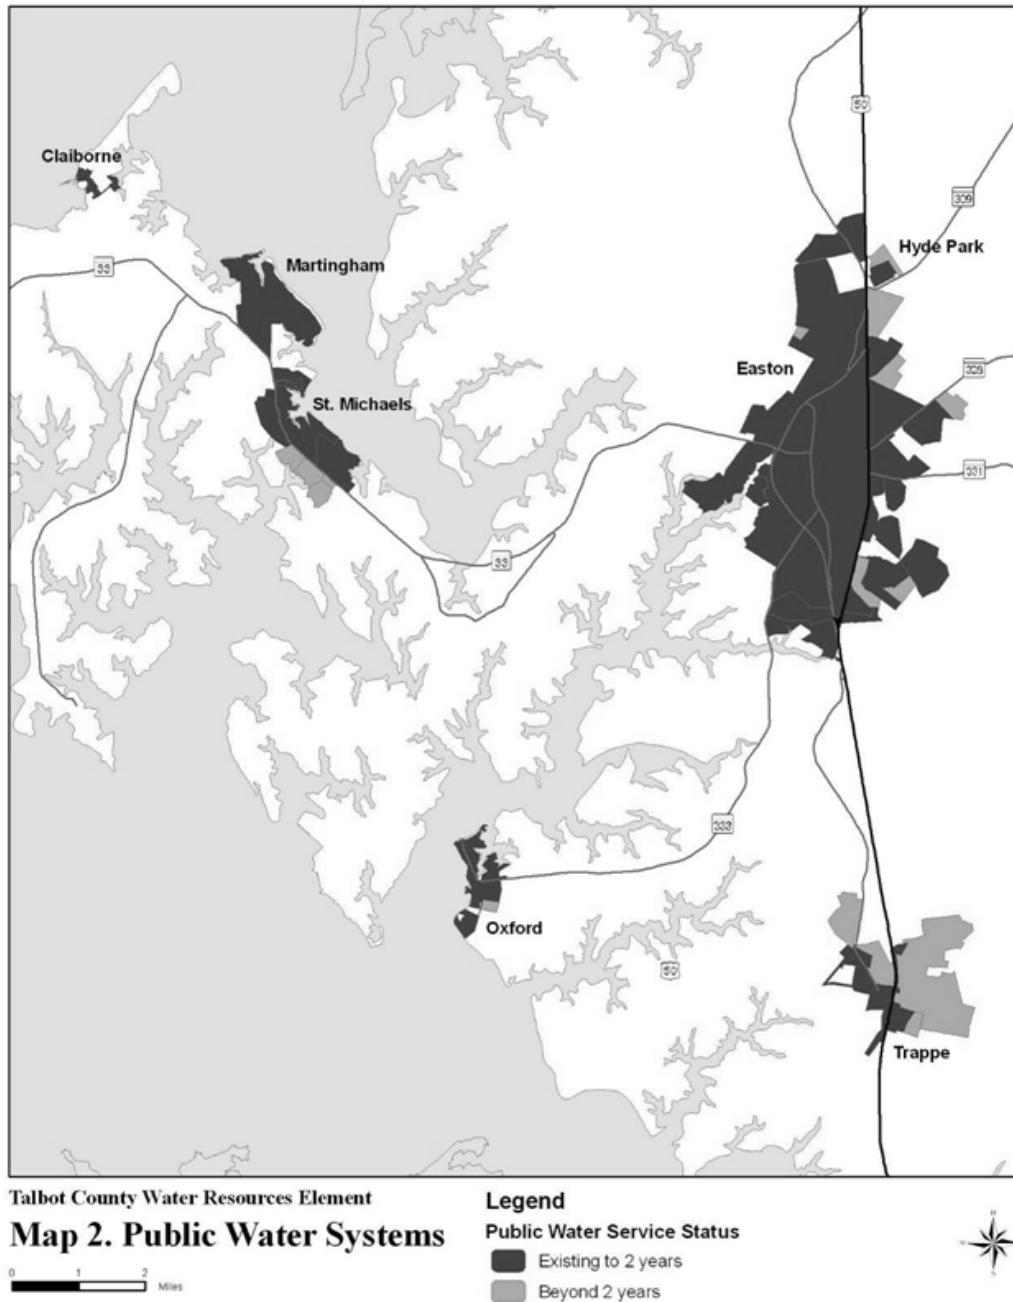 50
309
Claiborne
Hyde Park
33
Martingham
Easton
328
St. Michaels
331
33
333
Oxford
50
Trappe
Talbot County Water Resources Element
Map 2. Public Water Systems
0 1 2
Miles
Legend
Public Water Service Status
Existing to 2 years
Beyond 2 years